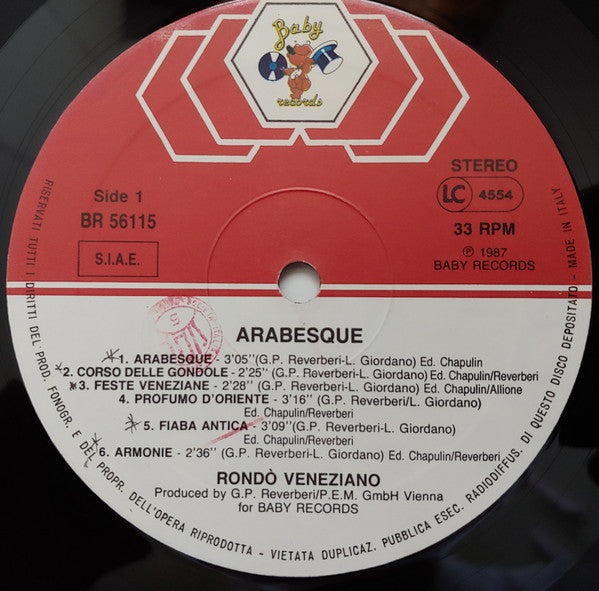 Baby
records
Side 1
BR 56115
S.I.A.E.
STEREO
LC 4554
33 RPM
℗ 1987
BABY RECORDS
ARABESQUE
1. ARABESQUE - 3'05'' (G.P. Reverberi-L. Giordano) Ed. Chapulin
2. CORSO DELLE GONDOLE - 2'25'' (G.P. Reverberi-L. Giordano) Ed. Chapulin/Reverberi
3. FESTE VENEZIANE - 2'28'' (G.P. Reverberi-L. Giordano) Ed. Chapulin/Allione
4. PROFUMO D'ORIENTE - 3'16'' (G.P. Reverberi/L. Giordano)
Ed. Chapulin/Reverberi
5. FIABA ANTICA - 3'09'' (G.P. Reverberi-L. Giordano)
Ed. Chapulin/Reverberi
6. ARMONIE - 2'36'' (G.P. Reverberi-L. Giordano) Ed. Chapulin/Reverberi
RONDÒ VENEZIANO
Produced by G.P. Reverberi/P.E.M. GmbH Vienna
for BABY RECORDS
RISERVATI TUTTI I DIRITTI DEL PROD. FONOGR. E DEL PROPR. DELL'OPERA RIPRODOTTA - VIETATA DUPLICAZ. PUBBLICA ESEC. RADIODIFFUS. DI QUESTO DISCO DEPOSITATO - MADE IN ITALY